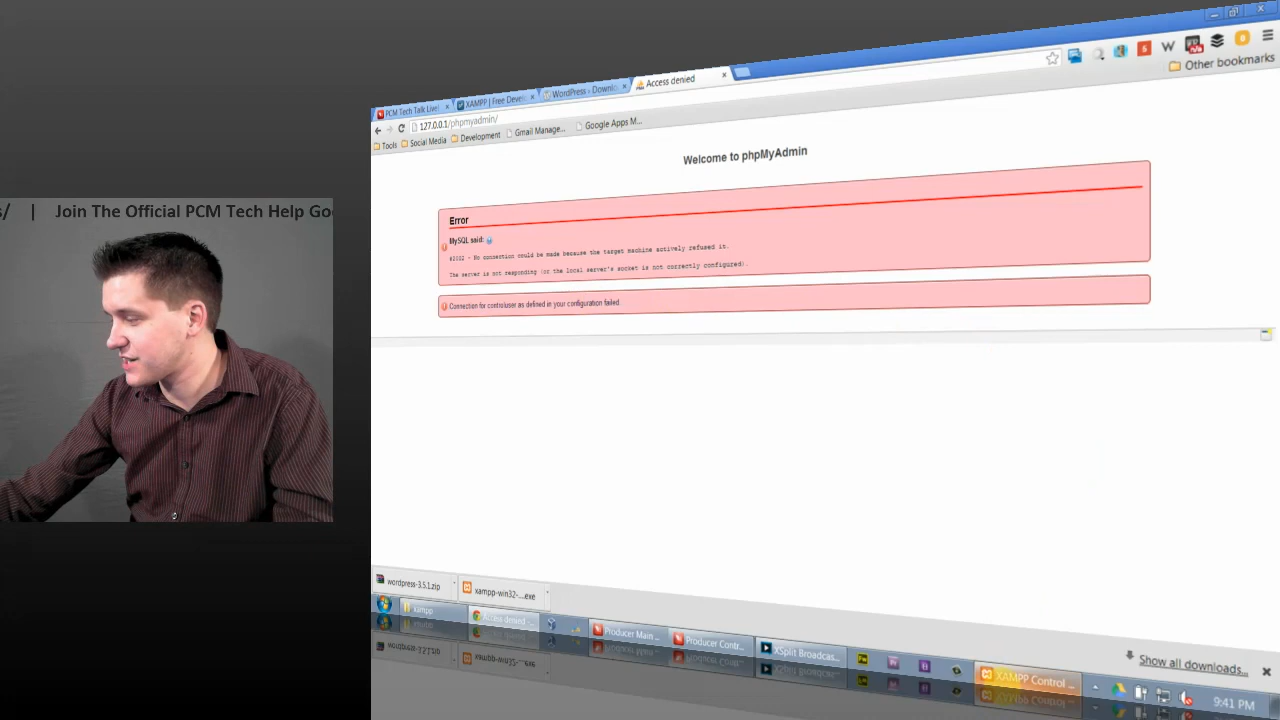 s/ | Join The Official PCM Tech Help Goo
PCM Tech Talk Live
XAMPP | Free Devel
WordPress › Downlo
Access denied
127.0.0.1/phpmyadmin/
Other bookmarks
Tools
Social Media
Development
Gmail Manage...
Google Apps M...
Welcome to phpMyAdmin
Error
MySQL said:
#2002 - No connection could be made because the target machine actively refused it.
The server is not responding (or the local server's socket is not correctly configured).
Connection for controluser as defined in your configuration failed.
wordpress-3.5.1.zip
xampp-win32-....exe
Show all downloads...
xampp
Access denied -...
Producer Main ...
Producer Contr...
XSplit Broadcas...
XAMPP Control ...
9:41 PM